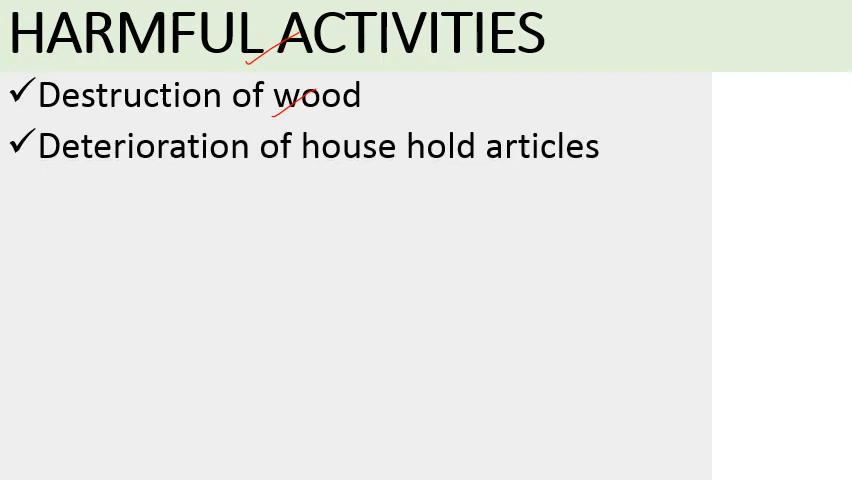 HARMFUL ACTIVITIES
✓Destruction of wood
✓Deterioration of house hold articles